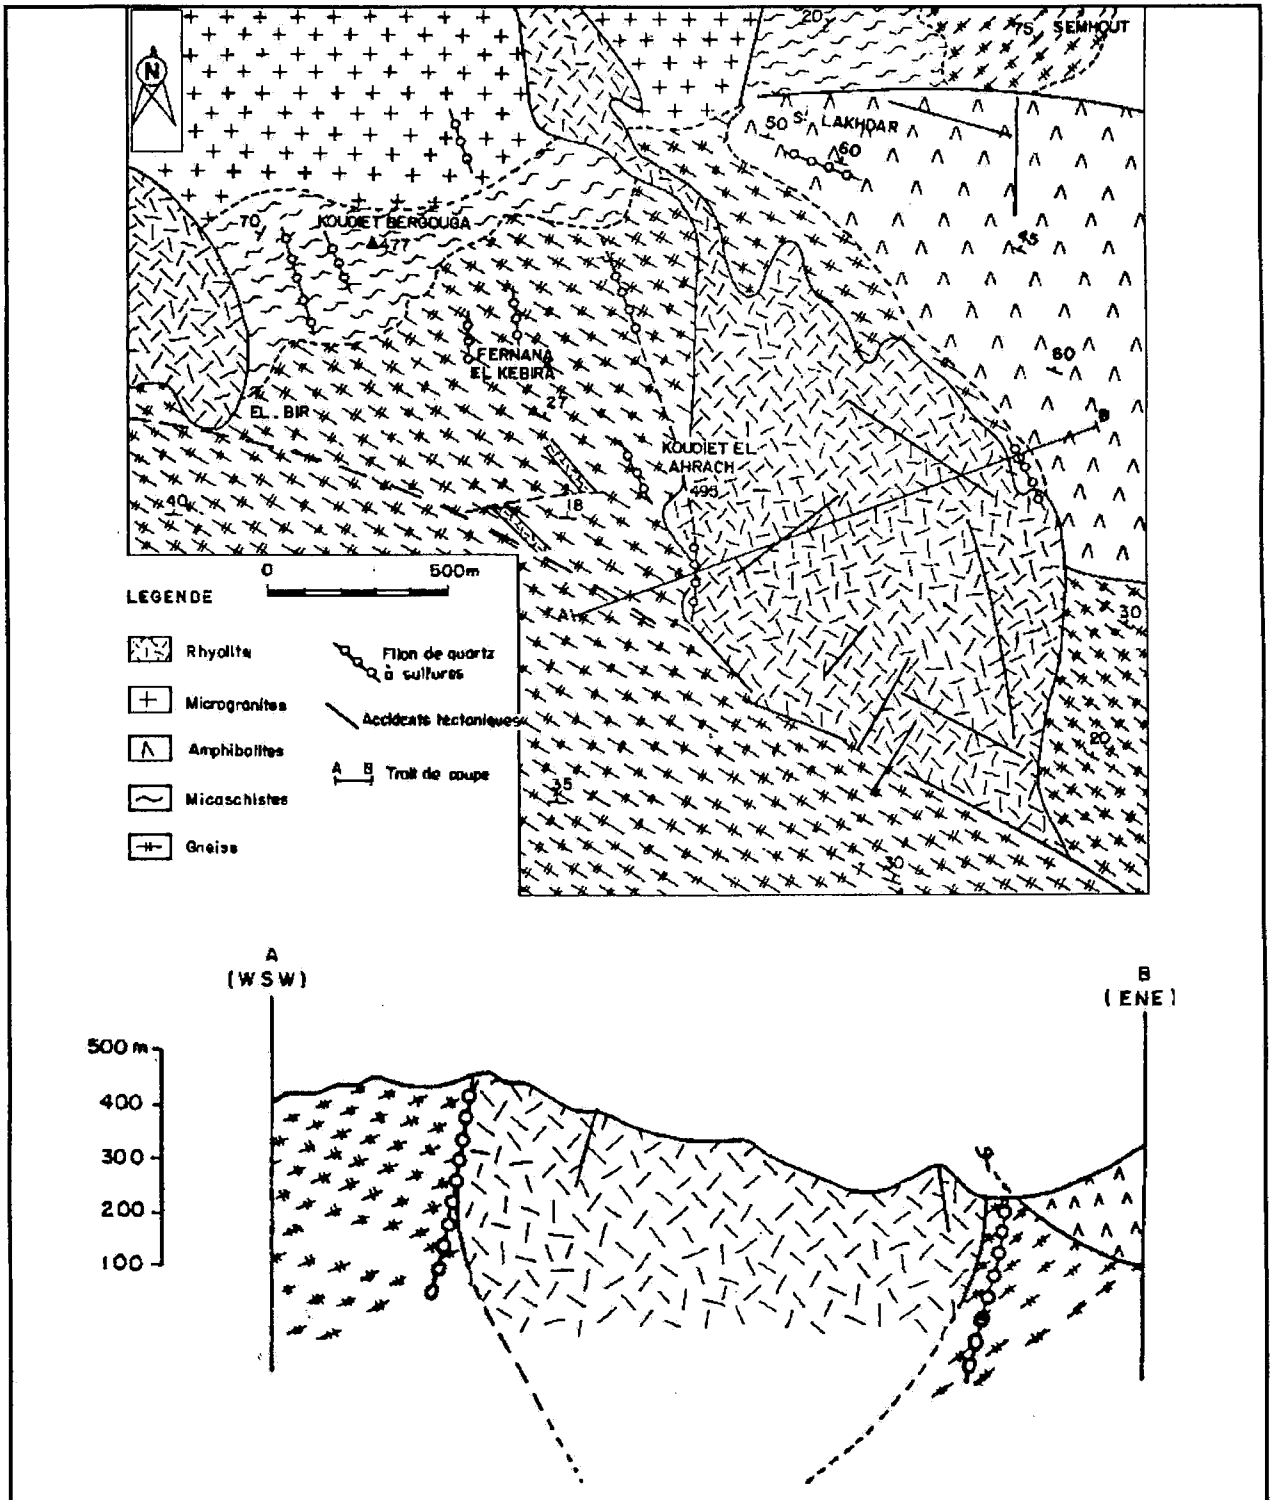 N
20
75 SEMHOUT
50 S! LAKHDAR
60
70
KOUDIET BERGOUGA
477
45
60
FERNANA
EL KEBIRA
EL. BIR
27
B
KOUDIET EL
AHRACH
495
40
18
0 500m
A
30
20
35
30
LEGENDE
Rhyolite
Microgranites
Amphibolites
Micaschistes
Gneiss
Filon de quartz
à sulfures
Accidents tectoniques
A B Trait de coupe
A
(WSW)
B
(ENE)
500 m
400
300
200
100